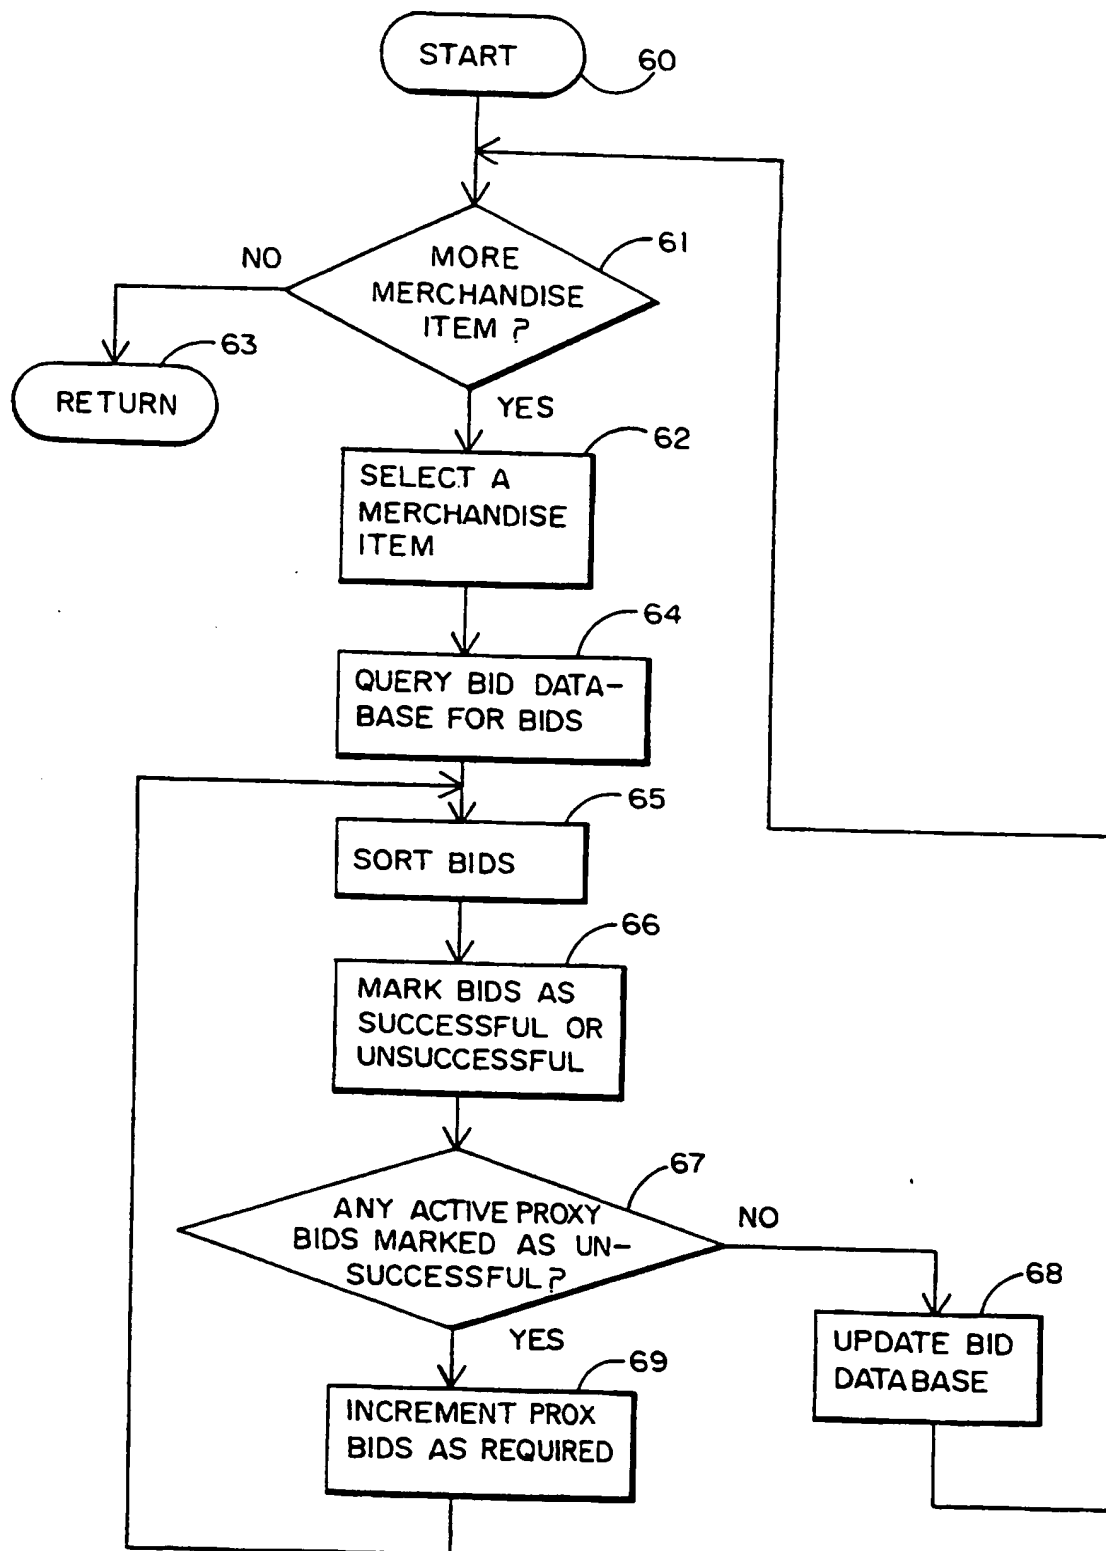 START
60
61
NO
MORE
MERCHANDISE
ITEM ?
63
RETURN
YES
62
SELECT A
MERCHANDISE
ITEM
64
QUERY BID DATA-
BASE FOR BIDS
65
SORT BIDS
66
MARK BIDS AS
SUCCESSFUL OR
UNSUCCESSFUL
67
ANY ACTIVE PROXY
BIDS MARKED AS UN-
SUCCESSFUL?
NO
68
UPDATE BID
DATABASE
YES
69
INCREMENT PROX
BIDS AS REQUIRED